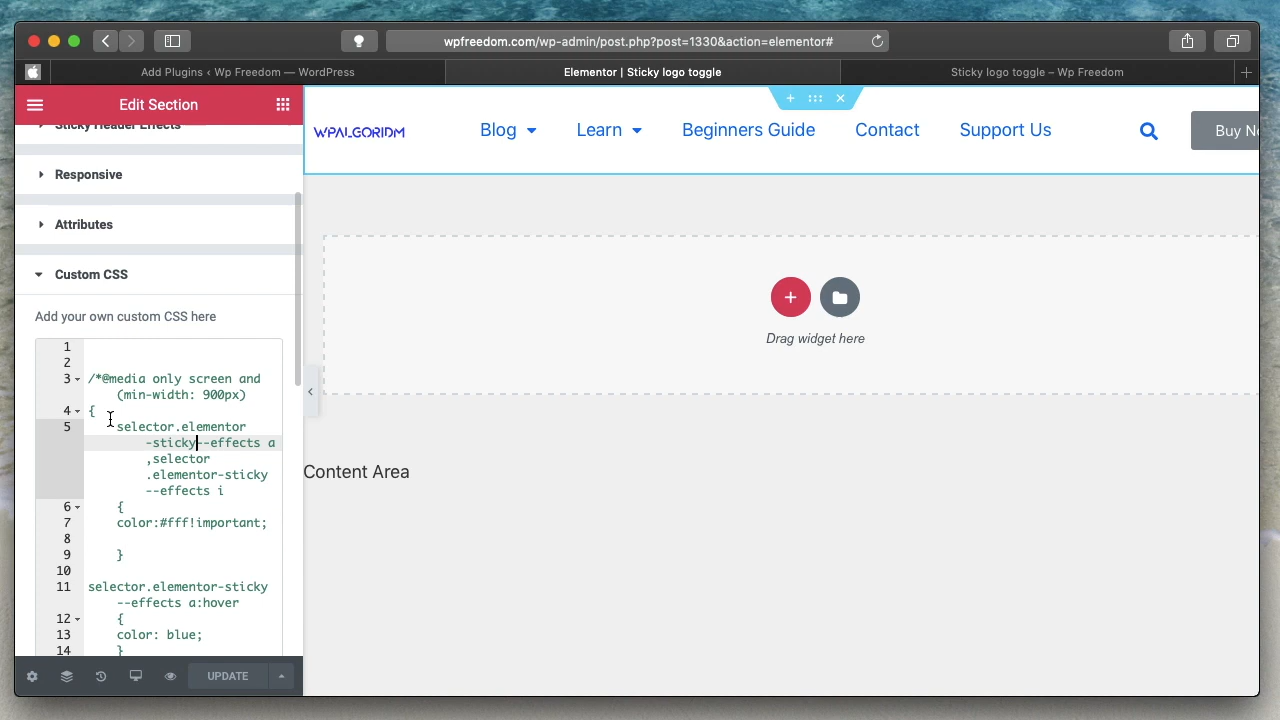 wpfreedom.com/wp-admin/post.php?post=1330&action=elementor#
Add Plugins ‹ Wp Freedom — WordPress
Elementor | Sticky logo toggle
Sticky logo toggle – Wp Freedom
Edit Section
WPALGORIDM
Blog
Learn
Beginners Guide
Contact
Support Us
Sticky Header Effects
Responsive
Attributes
Custom CSS
Add your own custom CSS here
1
2
3 /*@media only screen and
(min-width: 900px)
4 {
5 selector.elementor
-sticky--effects a
,selector
.elementor-sticky
--effects i
6 {
7 color:#fff!important;
8
9 }
10
11 selector.elementor-sticky
--effects a:hover
12 {
13 color: blue;
14 }
Drag widget here
Content Area
UPDATE